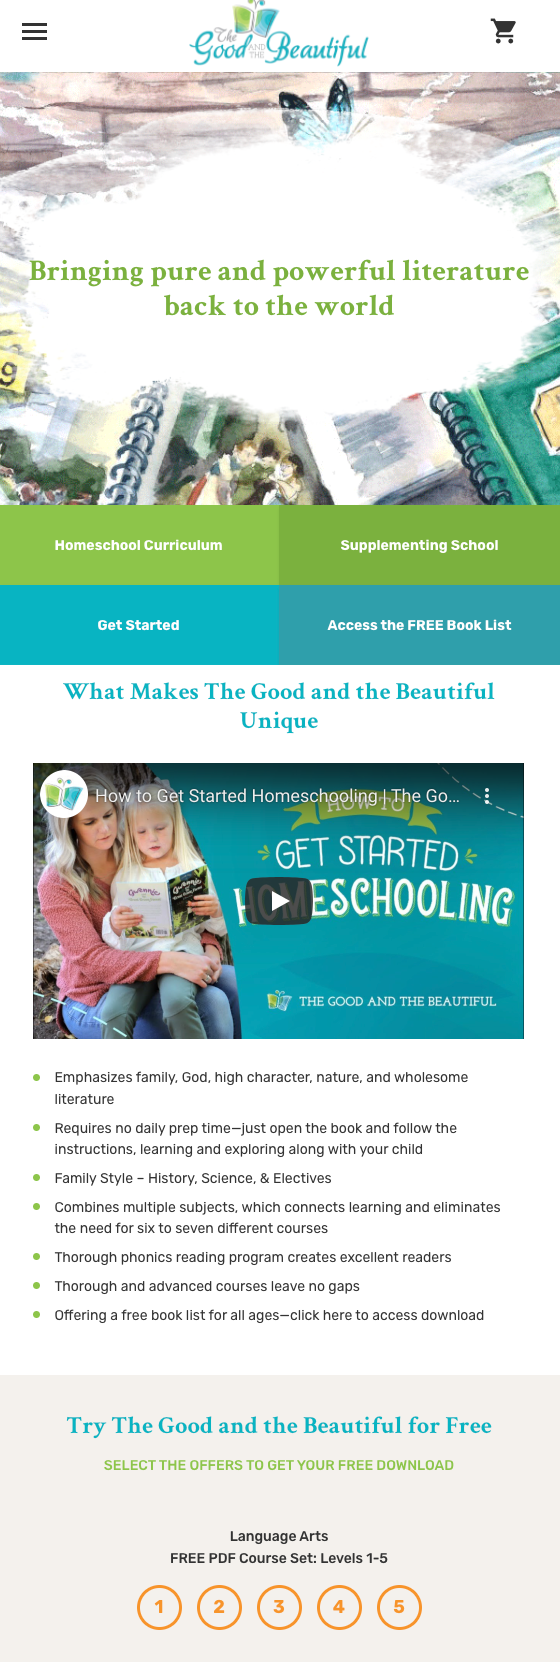 The
Good AND THE Beautiful
Bringing pure and powerful literature
back to the world
9
Homeschool Curriculum
Supplementing School
Get Started
Access the FREE Book List
What Makes The Good and the Beautiful
Unique
How to Get Started Homeschooling | The Go...
HOW TO
GET STARTED
HOMESCHOOLING
THE GOOD AND THE BEAUTIFUL
Emphasizes family, God, high character, nature, and wholesome
literature
Requires no daily prep time—just open the book and follow the
instructions, learning and exploring along with your child
Family Style – History, Science, & Electives
Combines multiple subjects, which connects learning and eliminates
the need for six to seven different courses
Thorough phonics reading program creates excellent readers
Thorough and advanced courses leave no gaps
Offering a free book list for all ages—click here to access download
Try The Good and the Beautiful for Free
SELECT THE OFFERS TO GET YOUR FREE DOWNLOAD
Language Arts
FREE PDF Course Set: Levels 1-5
1 2 3 4 5